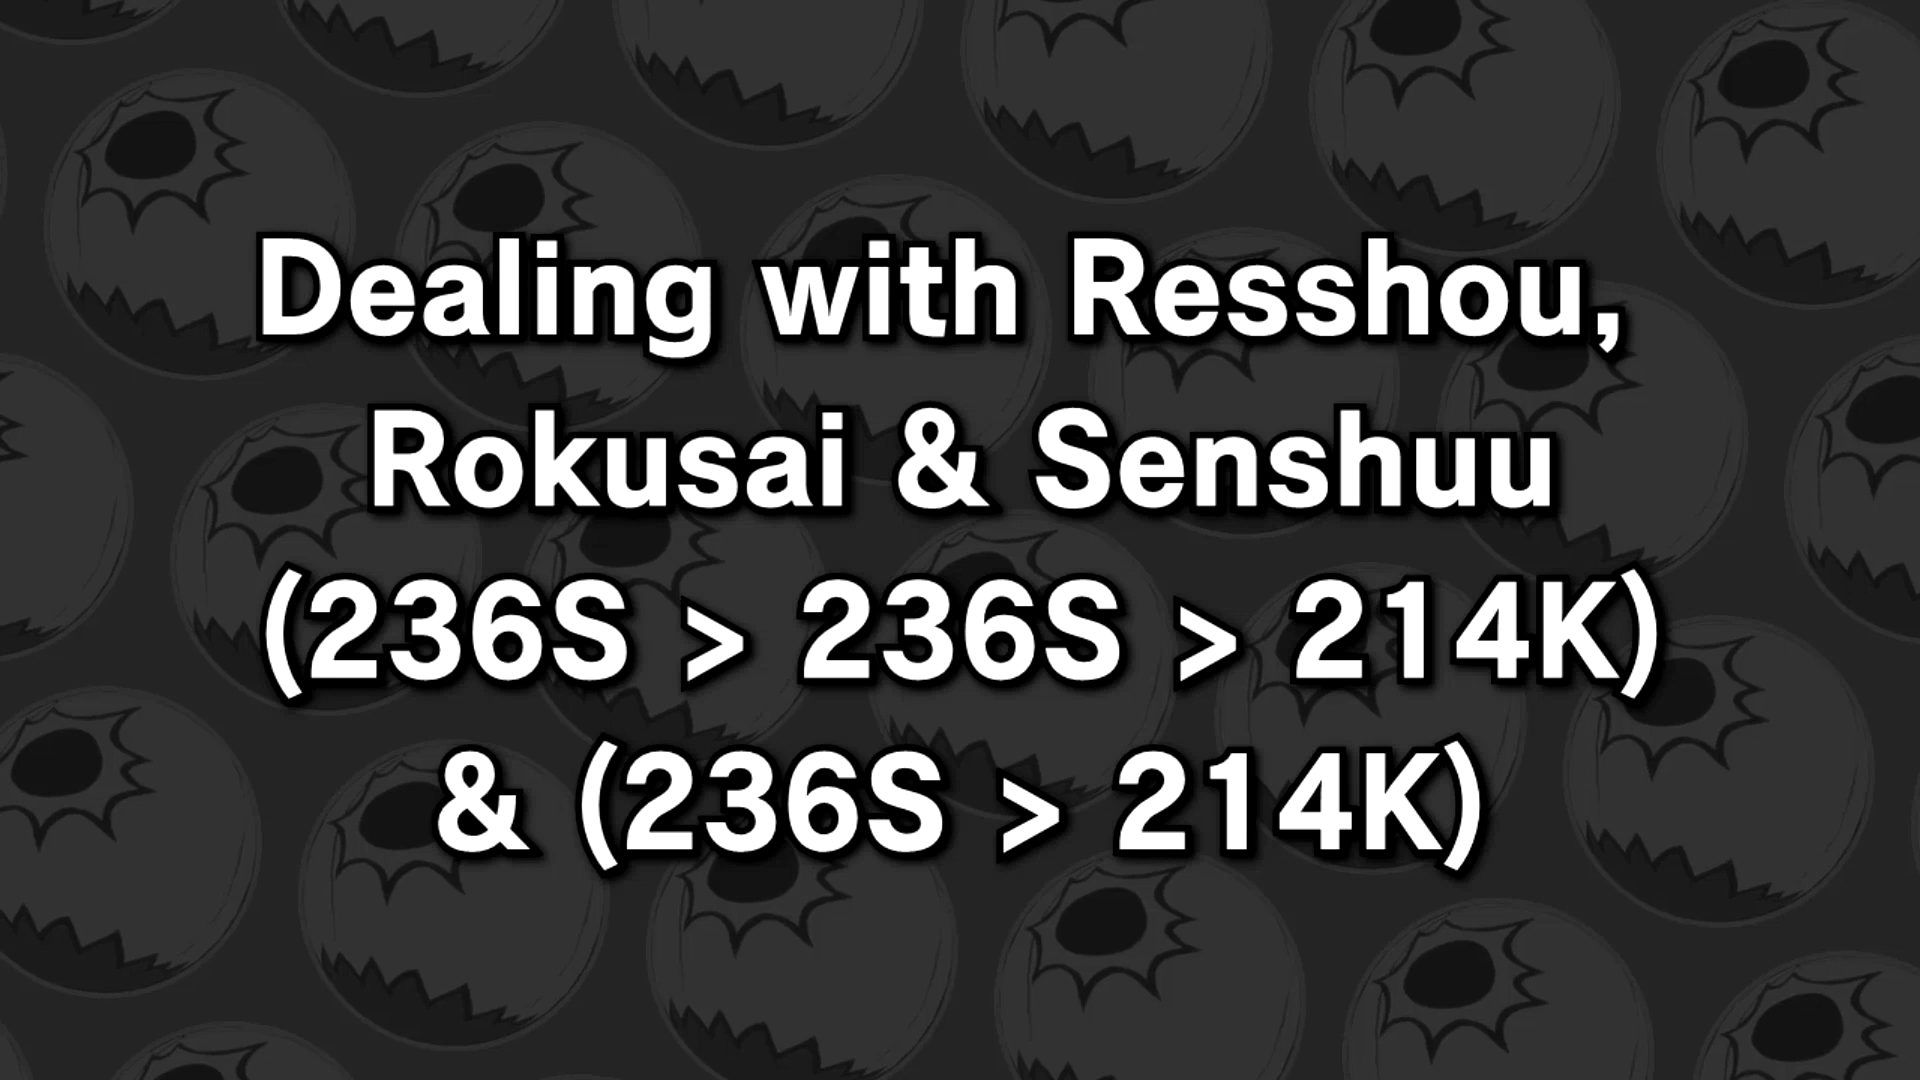 Dealing with Resshou,
Rokusai & Senshuu
(236S > 236S > 214K)
& (236S > 214K)